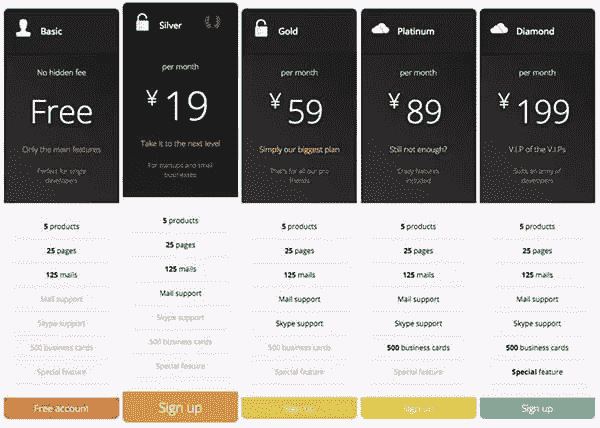 Basic
No hidden fee
Free
Only the main features
Perfect for single
developers
5 products
25 pages
125 mails
Mail support
Skype support
500 business cards
Special feature
Free account
Silver
per month
¥19
Take it to the next level
For startups and small
businesses
5 products
25 pages
125 mails
Mail support
Skype support
500 business cards
Special feature
Sign up
Gold
per month
¥59
Simply our biggest plan
That's for all our pro
friends
5 products
25 pages
125 mails
Mail support
Skype support
500 business cards
Special feature
Sign up
Platinum
per month
¥89
Still not enough?
Crazy features
included
5 products
25 pages
125 mails
Mail support
Skype support
500 business cards
Special feature
Sign up
Diamond
per month
¥199
V.I.P of the V.I.Ps
Suits an army of
developers
5 products
25 pages
125 mails
Mail support
Skype support
500 business cards
Special feature
Sign up